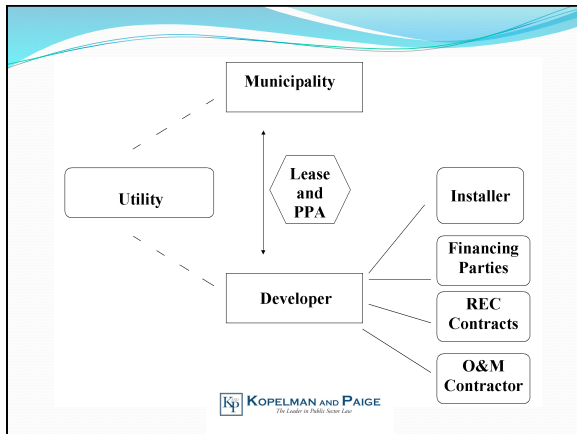 Municipality
Utility
Lease
and
PPA
Installer
Financing
Parties
Developer
REC
Contracts
O&M
Contractor
KP KOPELMAN AND PAIGE
The Leader in Public Sector Law